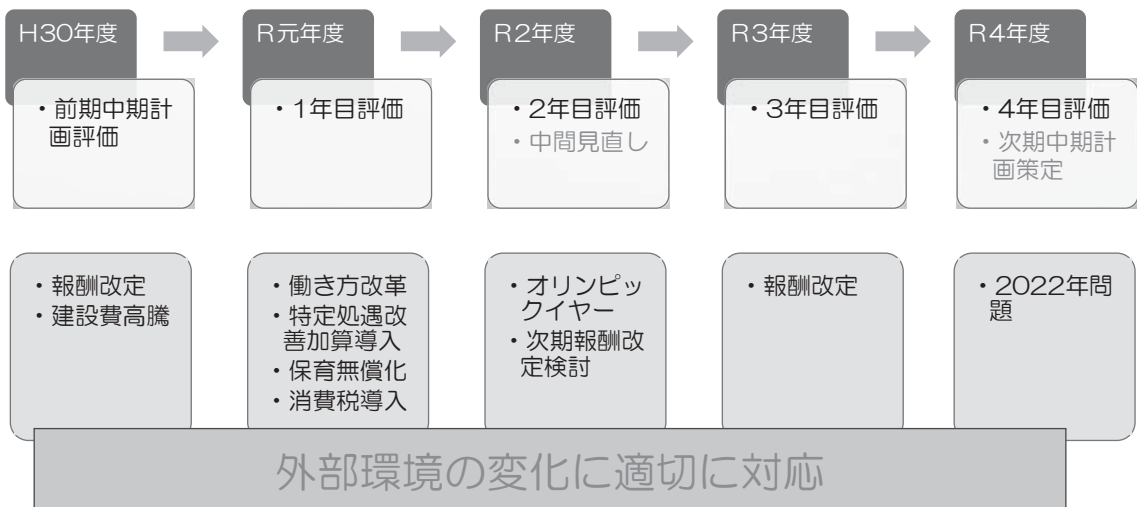 H30年度
R元年度
R2年度
R3年度
R4年度
・前期中期計
画評価
・1年目評価
・2年目評価
・中間見直し
・3年目評価
・4年目評価
・次期中期計
画策定
・報酬改定
・建設費高騰
・働き方改革
・特定処遇改
善加算導入
・保育無償化
・消費税導入
・オリンピッ
クイヤー
・次期報酬改
定検討
・報酬改定
・2022年問
題
外部環境の変化に適切に対応